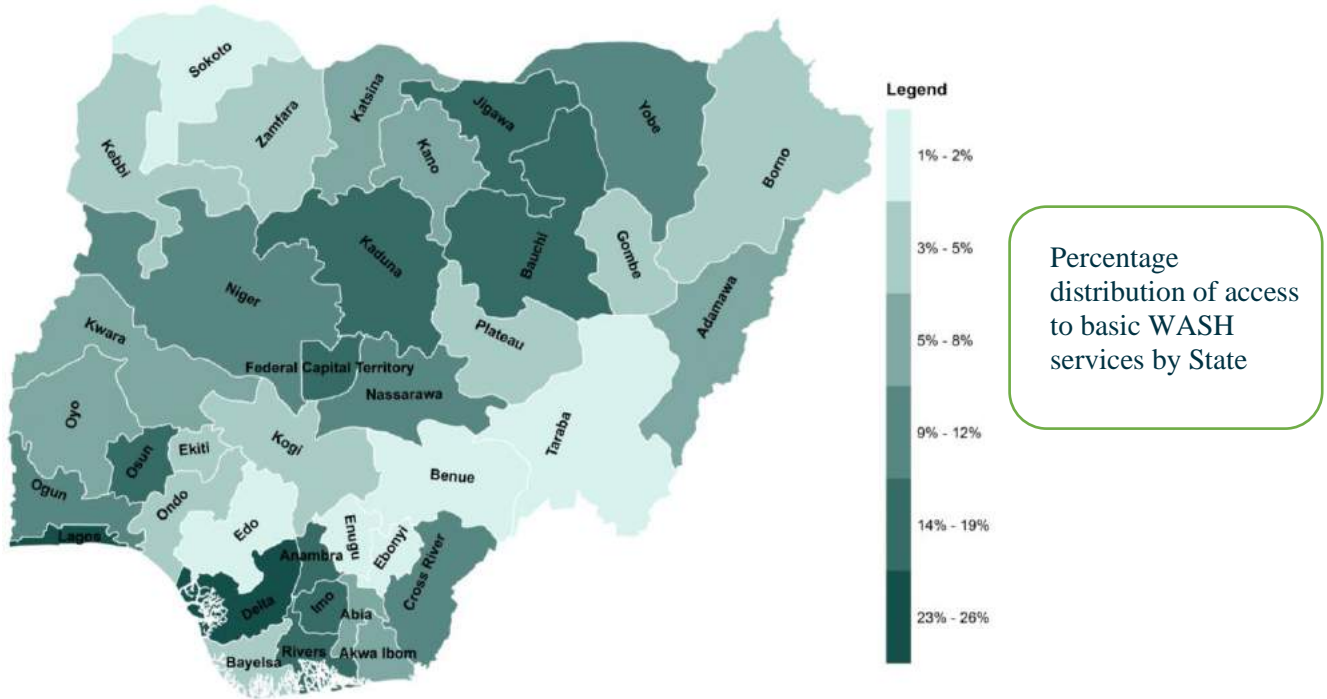 Sokoto
Katsina
Jigawa
Yobe
Zamfara
Kano
Borno
Kebbi
Kaduna
Bauchi
Gombe
Niger
Adamawa
Plateau
Kwara
Federal Capital Territory
Nassarawa
Oyo
Taraba
Osun
Ekiti
Kogi
Benue
Ogun
Ondo
Edo
Enugu
Ebonyi
Lagos
Anambra
Cross River
Delta
Imo
Abia
Bayelsa
Rivers
Akwa Ibom
Legend
1% - 2%
3% - 5%
5% - 8%
9% - 12%
14% - 19%
23% - 26%
Percentage
distribution of access
to basic WASH
services by State